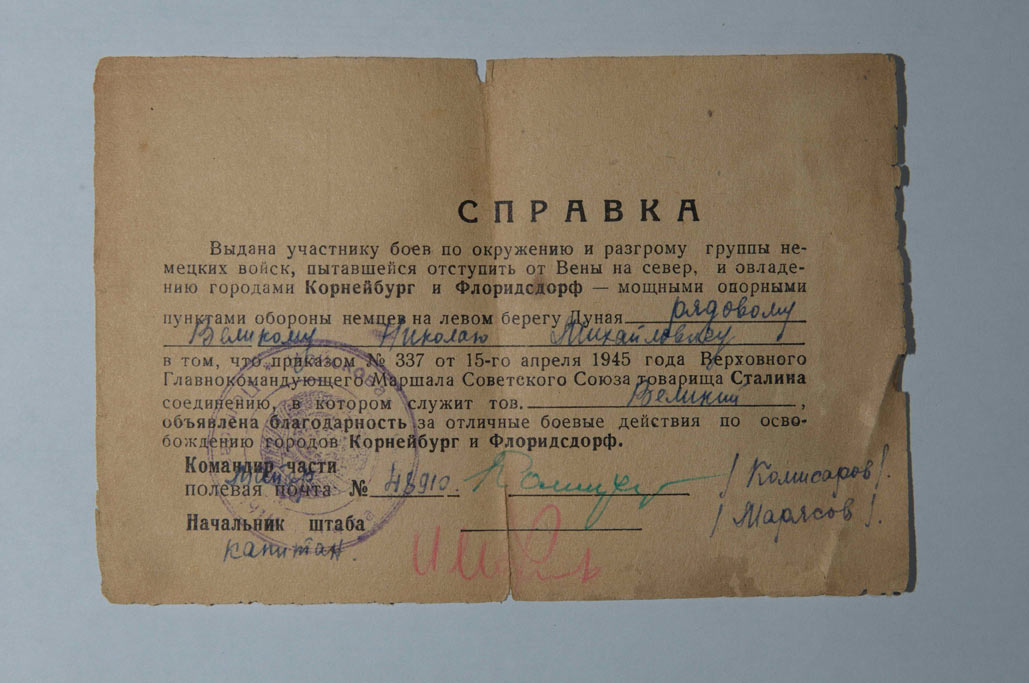 СПРАВКА
Выдана участнику боев по окружению и разгрому группы не-
мецких войск, пытавшейся отступить от Вены на север, и овладе-
нию городами Корнейбург и Флоридсдорф — мощными опорными
пунктами обороны немцев на левом берегу Дуная рядовому
Великому Николаю Михайловичу
в том, что приказом № 337 от 15-го апреля 1945 года Верховного
Главнокомандующего Маршала Советского Союза товарища Сталина
соединению, в котором служит тов. Великий,
объявлена благодарность за отличные боевые действия по осво-
бождению городов Корнейбург и Флоридсдорф.
Командир части
полевая почта № 48910. /Комисаров/.
Начальник штаба /Марясов/.
капитан.